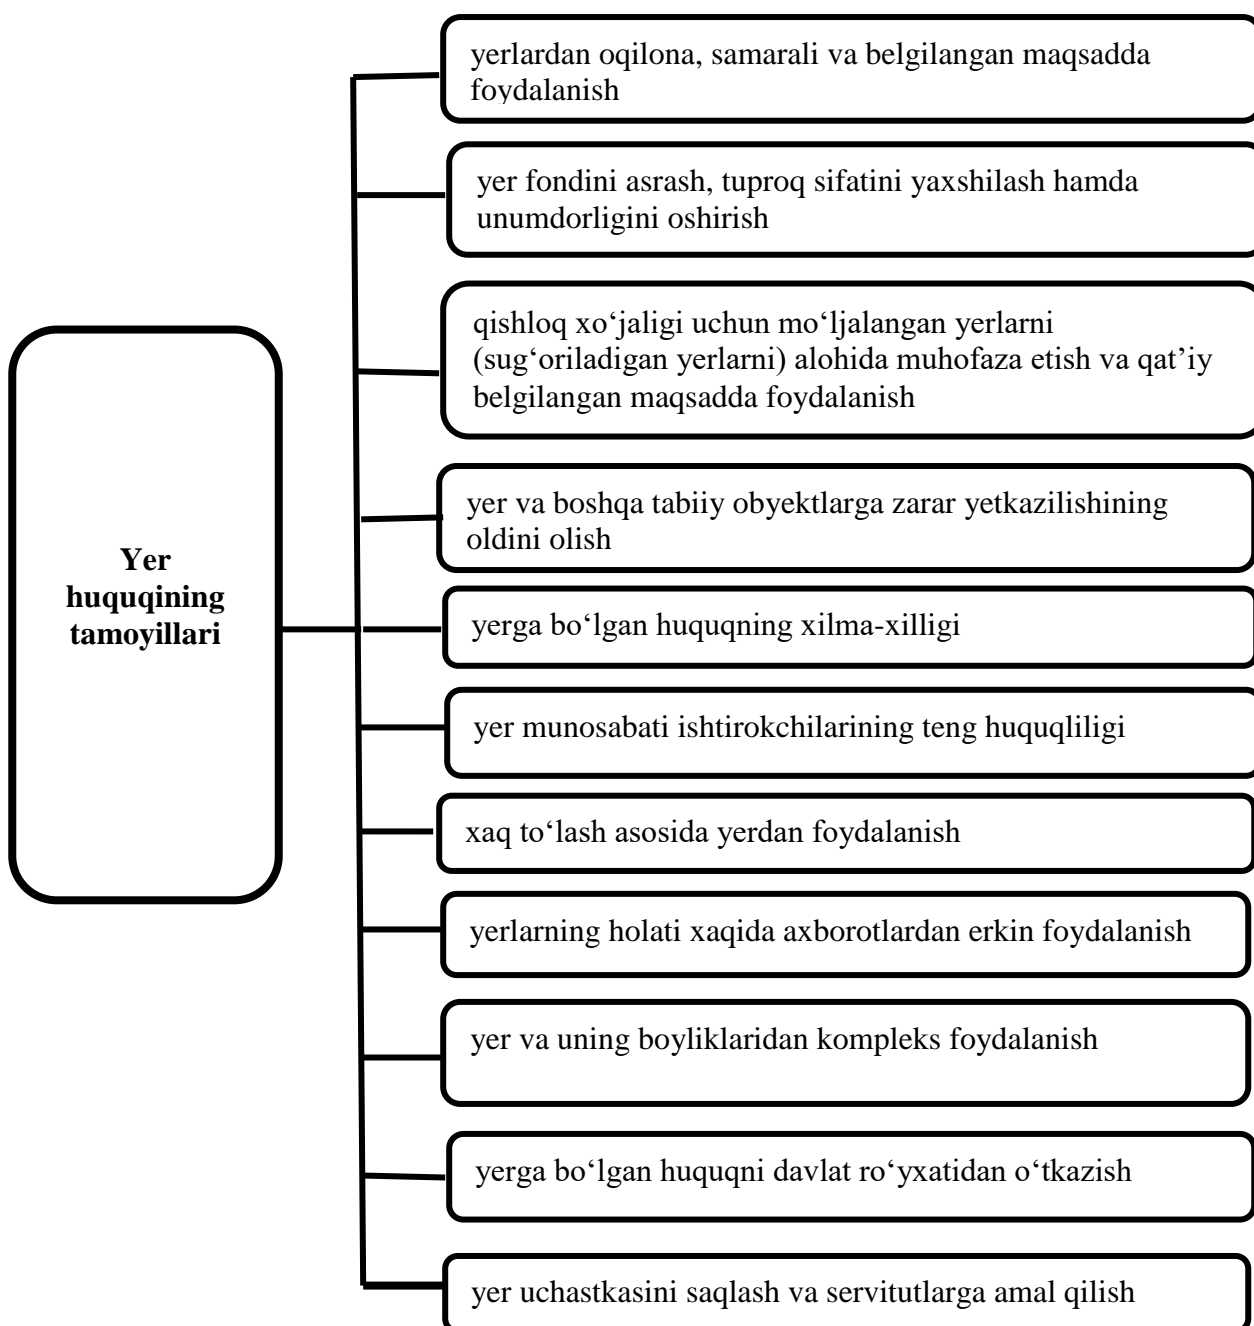 yerlardan oqilona, samarali va belgilangan maqsadda
foydalanish
yer fondini asrash, tuproq sifatini yaxshilash hamda
unumdorligini oshirish
qishloq xo‘jaligi uchun mo‘ljalangan yerlarni
(sug‘oriladigan yerlarni) alohida muhofaza etish va qat’iy
belgilangan maqsadda foydalanish
yer va boshqa tabiiy obyektlarga zarar yetkazilishining
oldini olish
Yer
huquqining
tamoyillari
yerga bo‘lgan huquqning xilma-xilligi
yer munosabati ishtirokchilarining teng huquqliligi
xaq to‘lash asosida yerdan foydalanish
yerlarning holati xaqida axborotlardan erkin foydalanish
yer va uning boyliklaridan kompleks foydalanish
yerga bo‘lgan huquqni davlat ro‘yxatidan o‘tkazish
yer uchastkasini saqlash va servitutlarga amal qilish